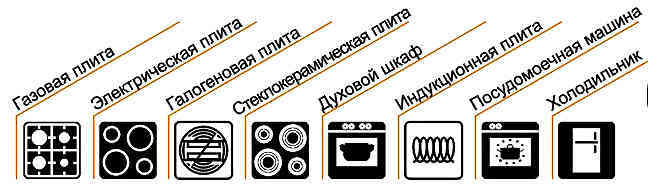 Газовая плита
Электрическая плита
Галогеновая плита
Стеклокерамическая плита
Духовой шкаф
Индукционная плита
Посудомоечная машина
Холодильник